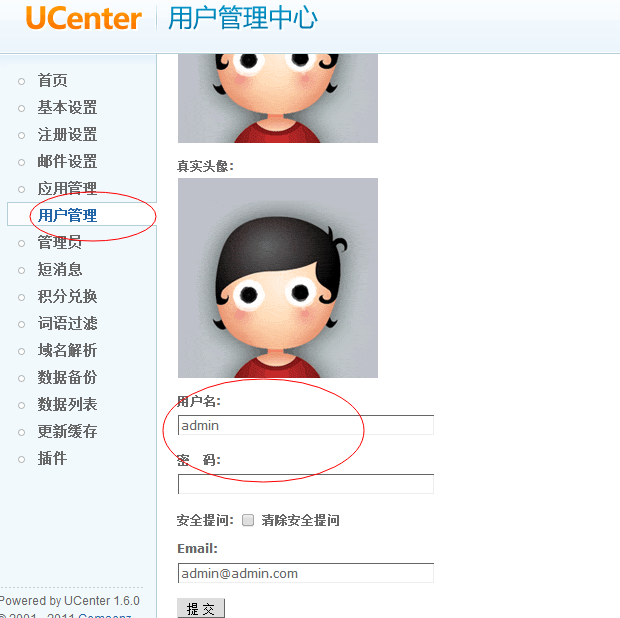 UCenter 用户管理中心
首页
基本设置
注册设置
邮件设置
应用管理
用户管理
管理员
短消息
积分兑换
词语过滤
域名解析
数据备份
数据列表
更新缓存
插件
Powered by UCenter 1.6.0
© 2001 - 2011 Comsenz
真实头像:
用户名:
admin
密 码:
安全提问: 清除安全提问
Email:
admin@admin.com
提 交